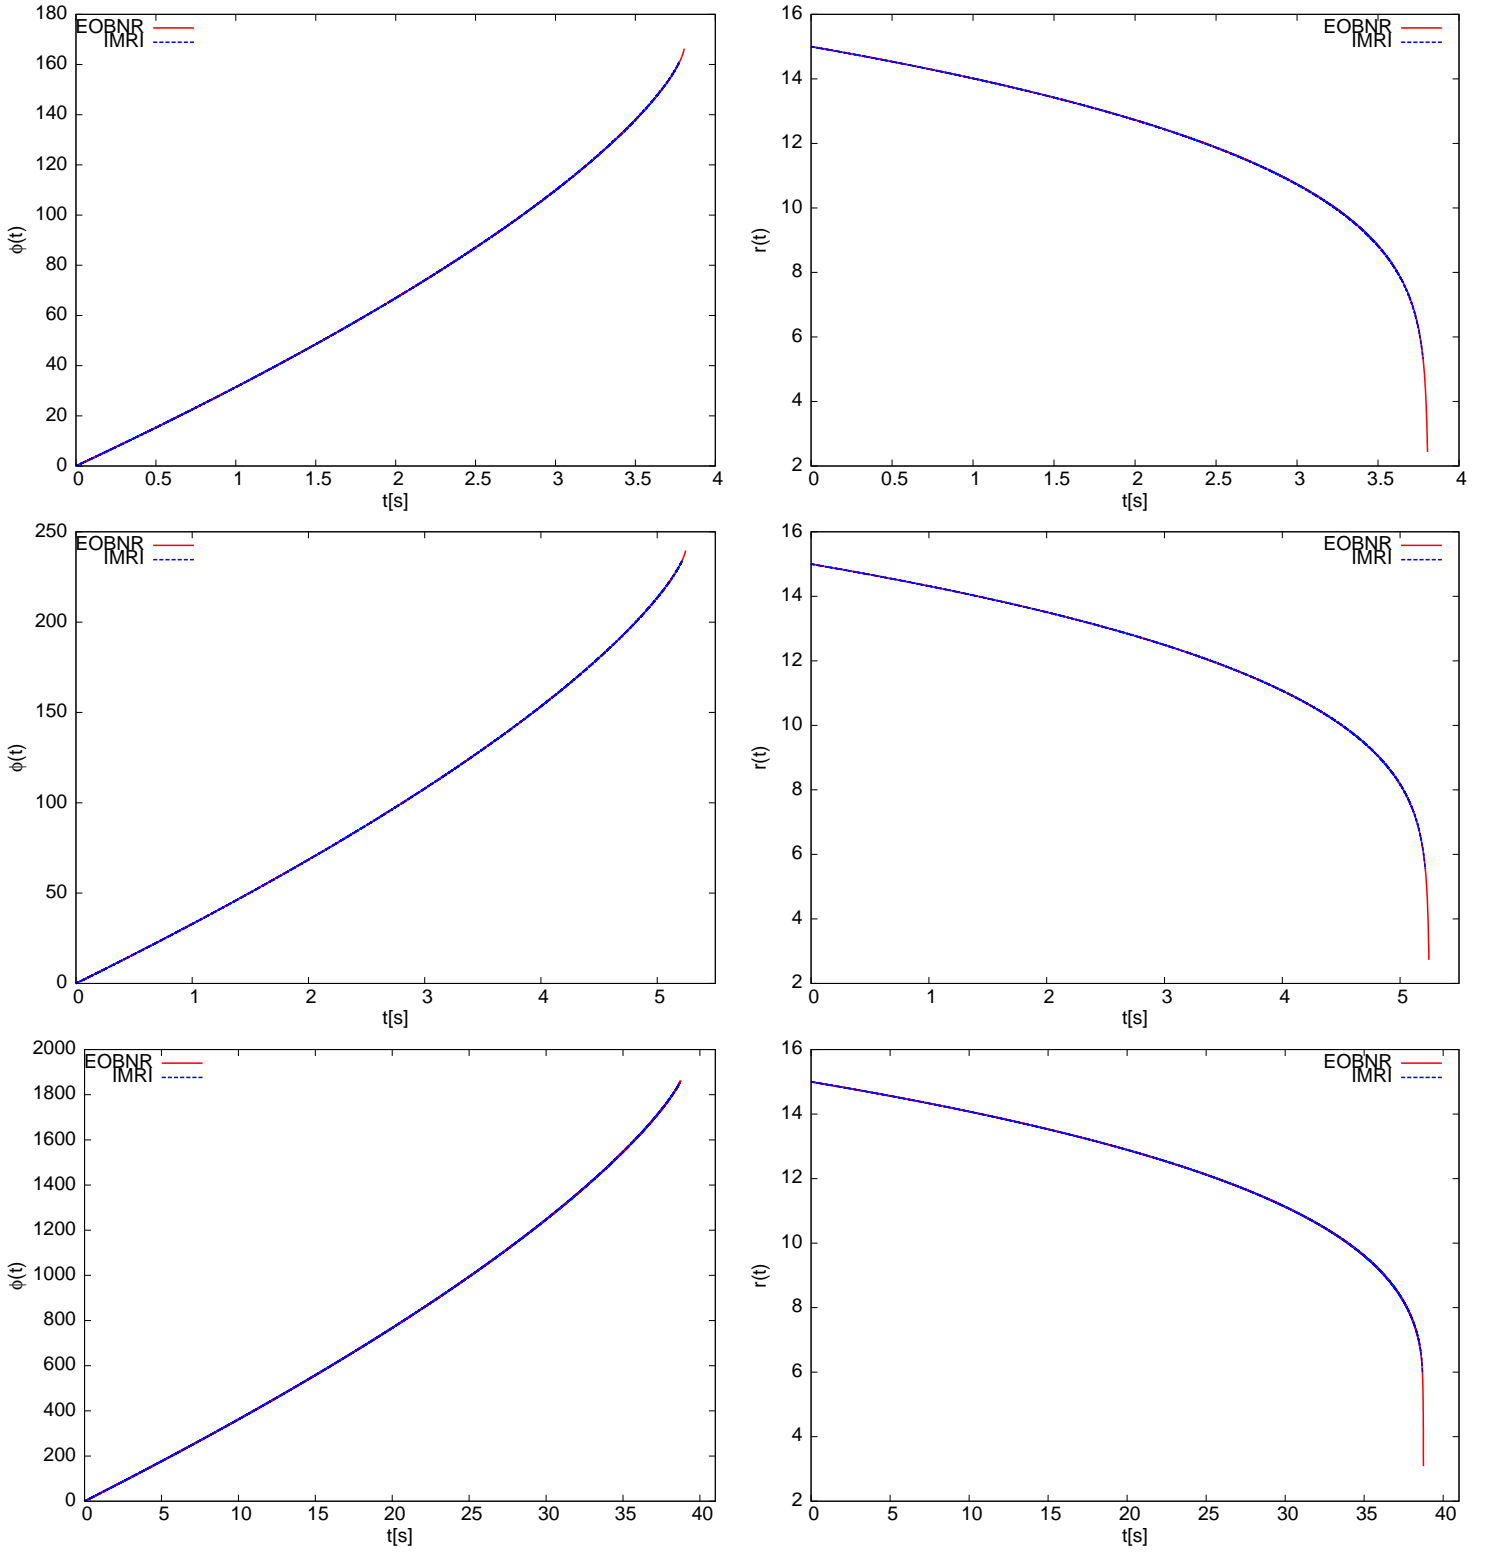 EOBNR
IMRI
180
160
140
120
100
80
60
40
20
0
ϕ(t)
0 0.5 1 1.5 2 2.5 3 3.5 4
t[s]
EOBNR
IMRI
16
14
12
10
8
6
4
2
r(t)
0 0.5 1 1.5 2 2.5 3 3.5 4
t[s]
EOBNR
IMRI
250
200
150
100
50
0
ϕ(t)
0 1 2 3 4 5
t[s]
EOBNR
IMRI
16
14
12
10
8
6
4
2
r(t)
0 1 2 3 4 5
t[s]
EOBNR
IMRI
2000
1800
1600
1400
1200
1000
800
600
400
200
0
ϕ(t)
0 5 10 15 20 25 30 35 40
t[s]
EOBNR
IMRI
16
14
12
10
8
6
4
2
r(t)
0 5 10 15 20 25 30 35 40
t[s]